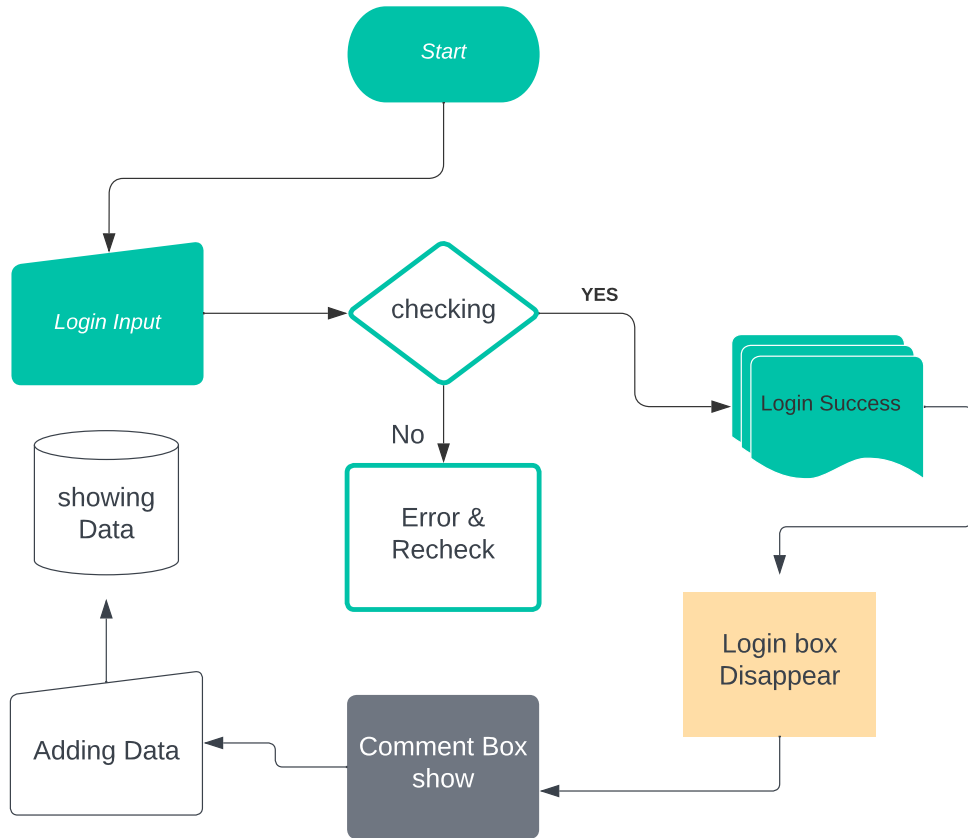 Start
Login Input
checking
YES
Login Success
No
showing
Data
Error &
Recheck
Login box
Disappear
Adding Data
Comment Box
show